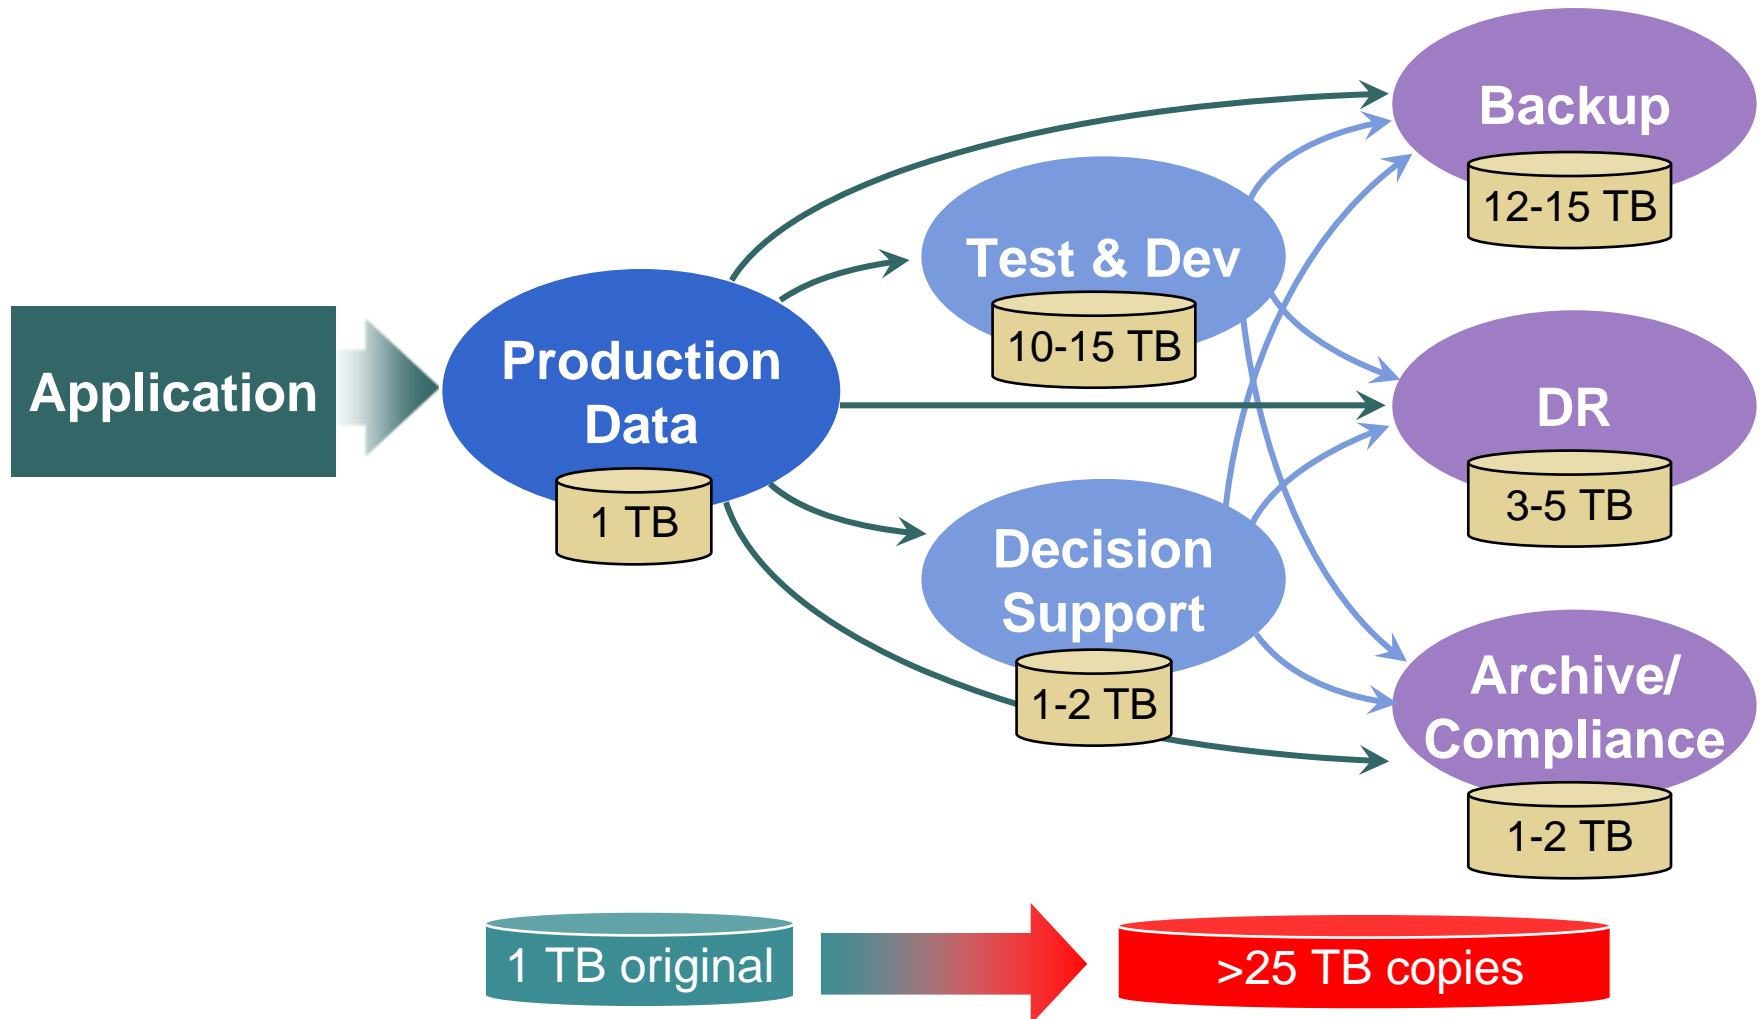 Application
Production
Data
1 TB
Test & Dev
10-15 TB
Decision
Support
1-2 TB
Backup
12-15 TB
DR
3-5 TB
Archive/
Compliance
1-2 TB
1 TB original
>25 TB copies